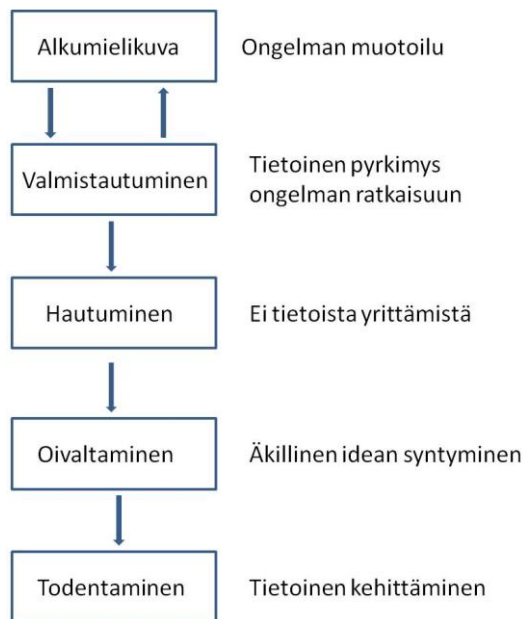 Alkumielikuva Ongelman muotoilu
Valmistautuminen Tietoinen pyrkimys
ongelman ratkaisuun
Hautuminen Ei tietoista yrittämistä
Oivaltaminen Äkillinen idean syntyminen
Todentaminen Tietoinen kehittäminen